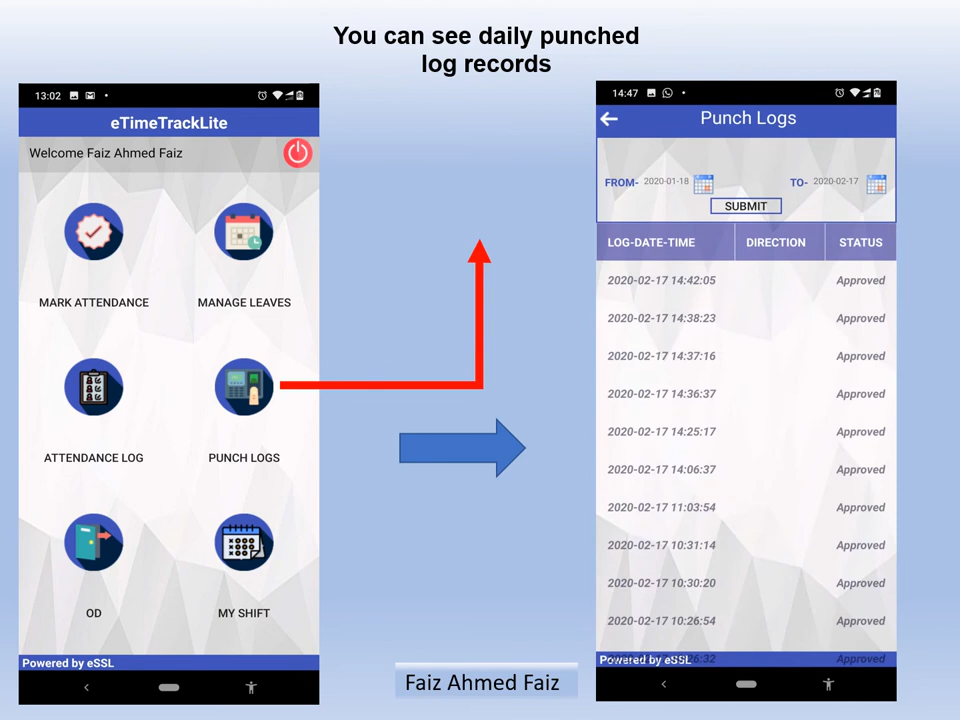 You can see daily punched
log records
13:02
eTimeTrackLite
Welcome Faiz Ahmed Faiz
MARK ATTENDANCE
MANAGE LEAVES
ATTENDANCE LOG
PUNCH LOGS
OD
MY SHIFT
Powered by eSSL
Faiz Ahmed Faiz
14:47
Punch Logs
FROM- 2020-01-18 TO- 2020-02-17
SUBMIT
LOG-DATE-TIME DIRECTION STATUS
2020-02-17 14:42:05 Approved
2020-02-17 14:38:23 Approved
2020-02-17 14:37:16 Approved
2020-02-17 14:36:37 Approved
2020-02-17 14:25:17 Approved
2020-02-17 14:06:37 Approved
2020-02-17 11:03:54 Approved
2020-02-17 10:31:14 Approved
2020-02-17 10:30:20 Approved
2020-02-17 10:26:54 Approved
Approved
Powered by eSSL